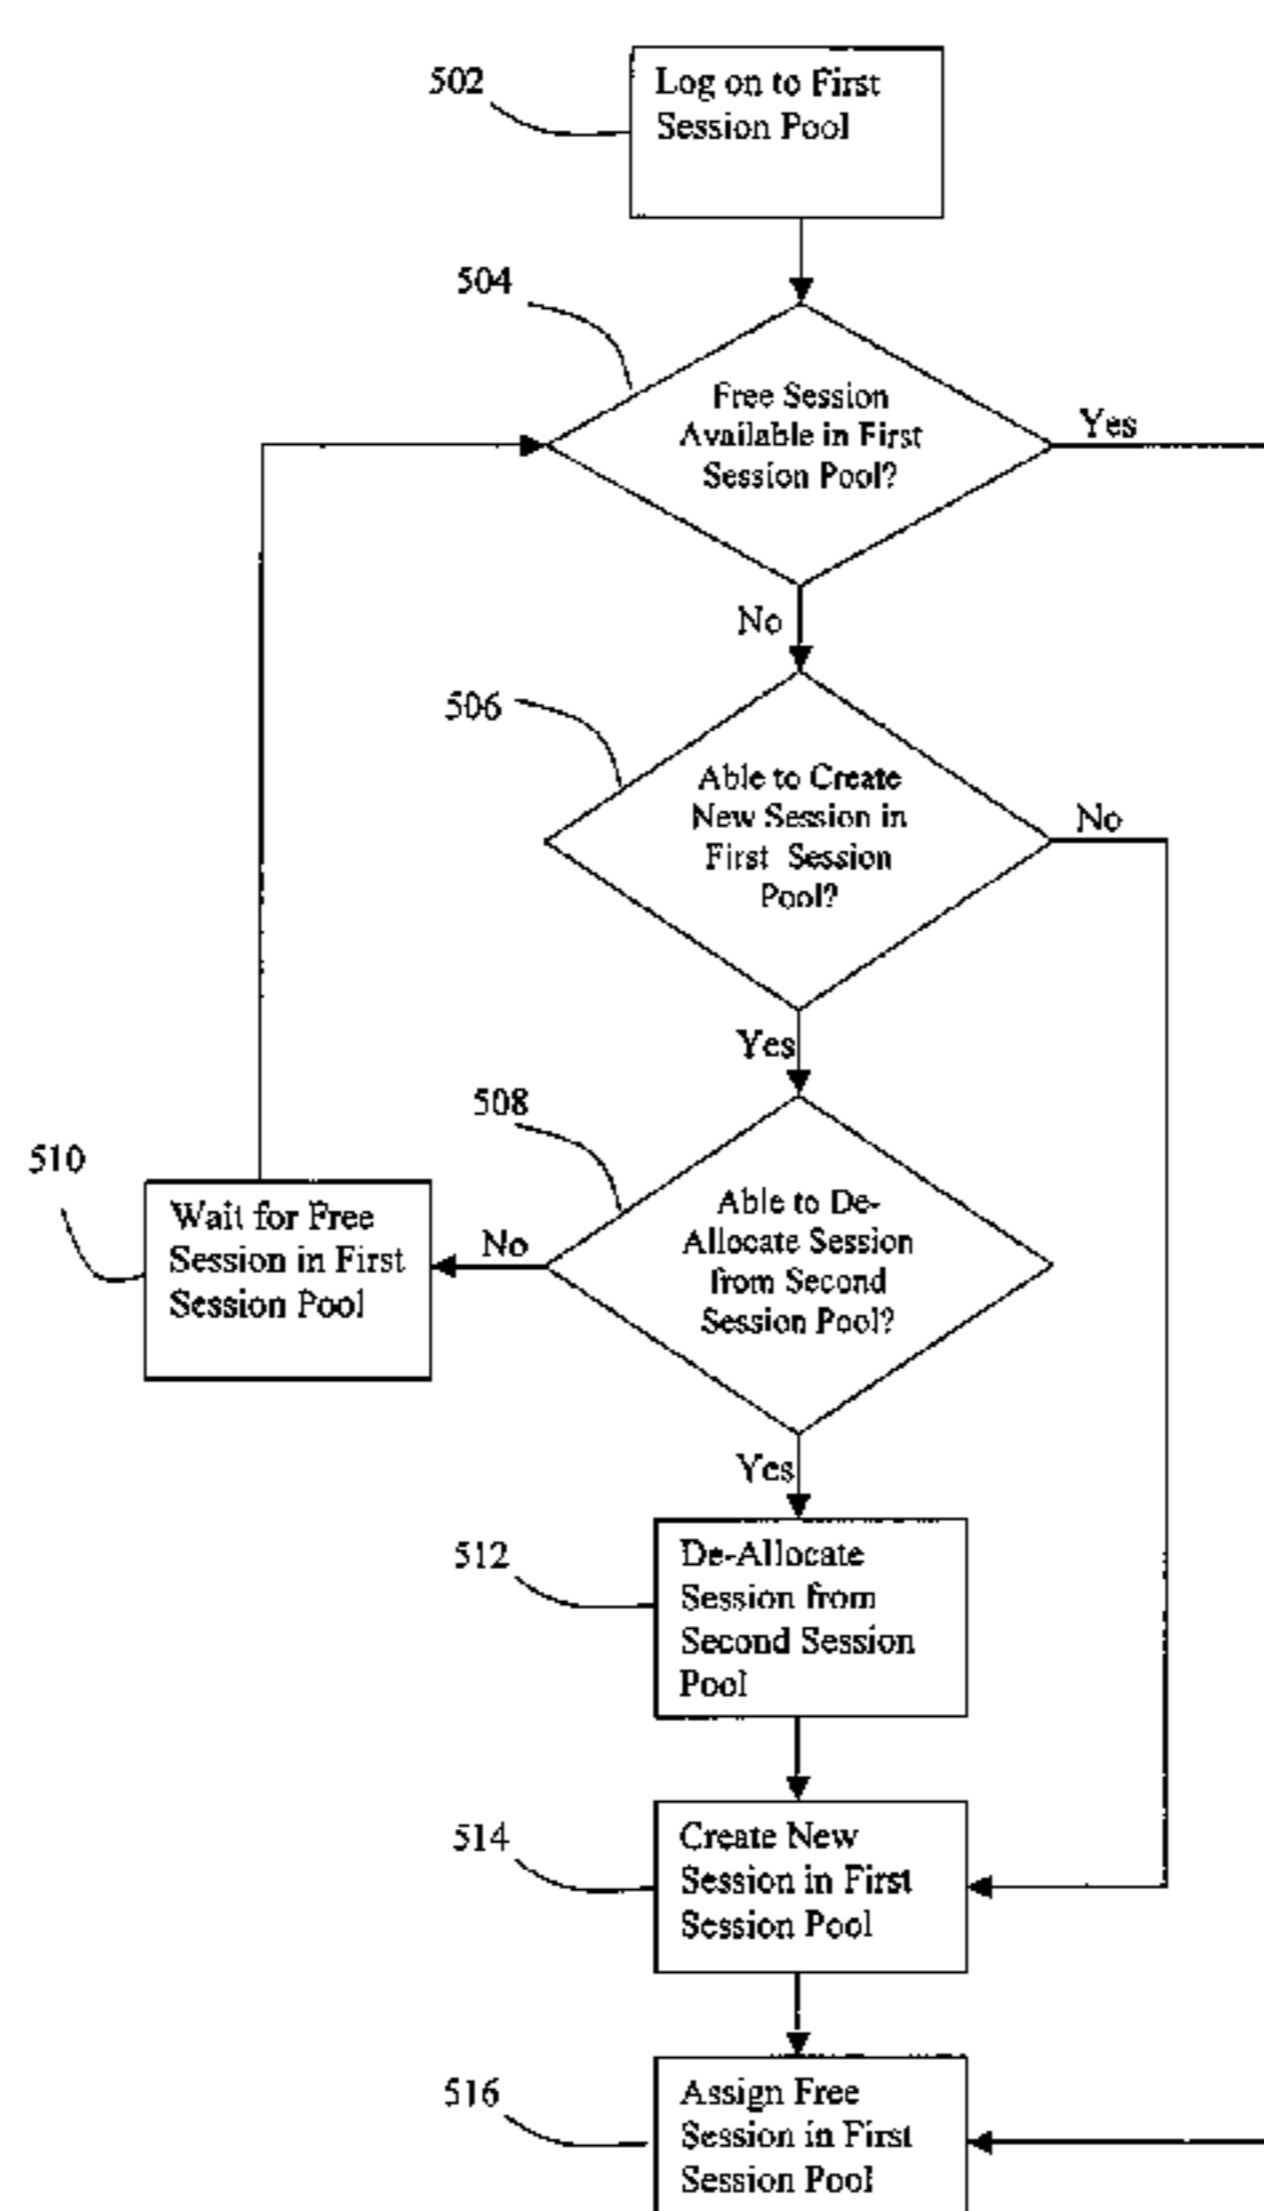 502
Log on to First
Session Pool
504
Free Session
Available in First
Session Pool?
Yes
No
506
Able to Create
New Session in
First Session
Pool?
No
Yes
508
Able to De-
Allocate Session
from Second
Session Pool?
510
Wait for Free
Session in First
Session Pool
No
Yes
512
De-Allocate
Session from
Second Session
Pool
514
Create New
Session in First
Session Pool
516
Assign Free
Session in First
Session Pool